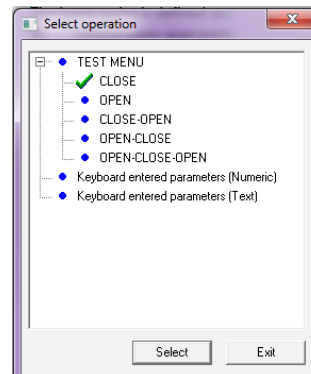 Select operation
TEST MENU
CLOSE
OPEN
CLOSE-OPEN
OPEN-CLOSE
OPEN-CLOSE-OPEN
Keyboard entered parameters (Numeric)
Keyboard entered parameters (Text)
Select
Exit